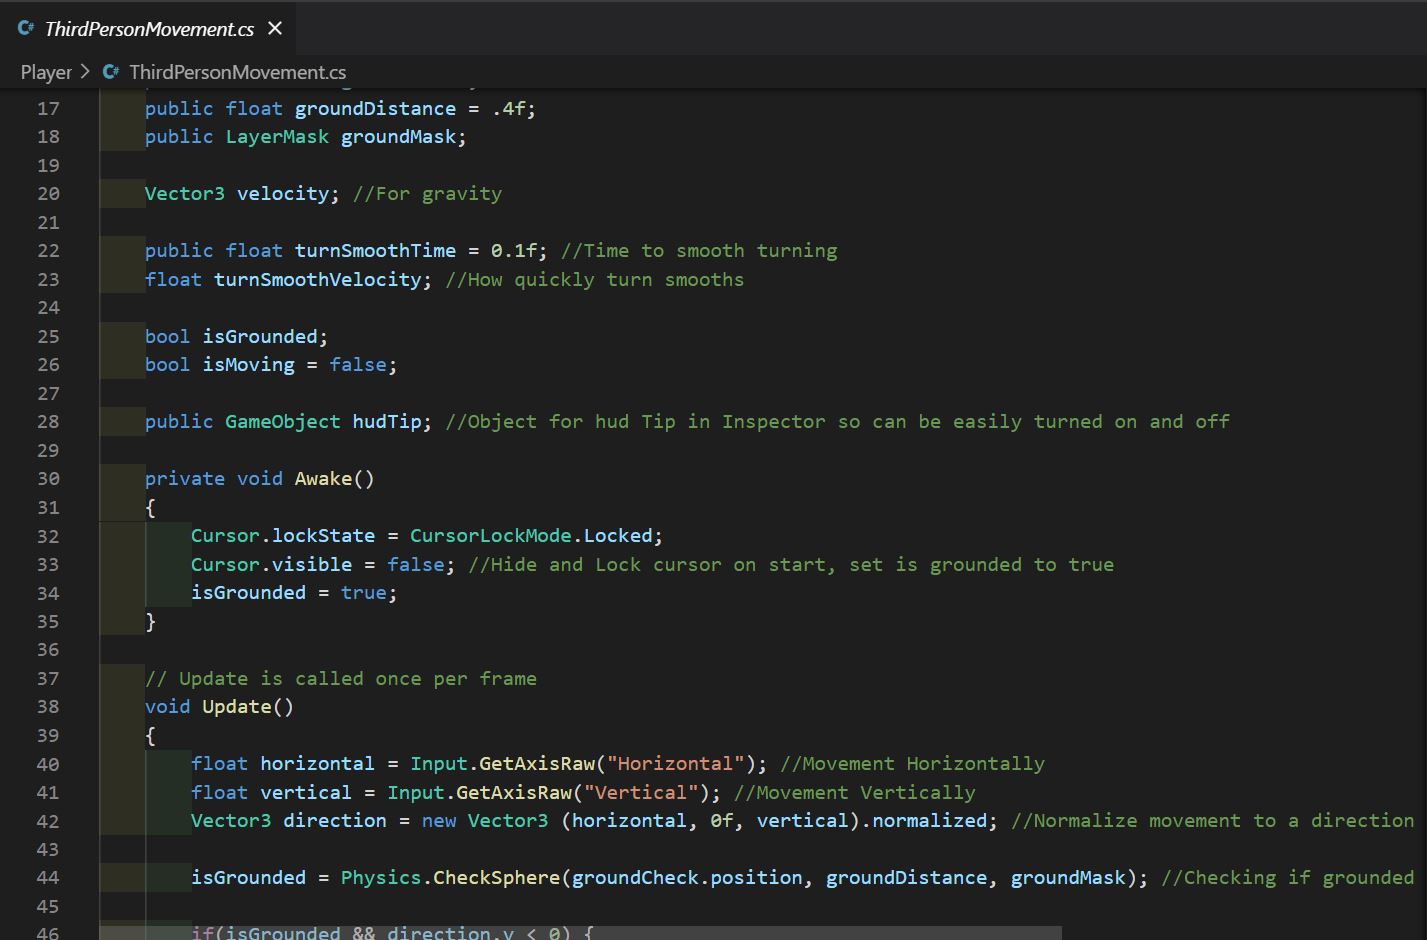 C# ThirdPersonMovement.cs ×
Player > C# ThirdPersonMovement.cs
17 public float groundDistance = .4f;
18 public LayerMask groundMask;
19
20 Vector3 velocity; //For gravity
21
22 public float turnSmoothTime = 0.1f; //Time to smooth turning
23 float turnSmoothVelocity; //How quickly turn smooths
24
25 bool isGrounded;
26 bool isMoving = false;
27
28 public GameObject hudTip; //Object for hud Tip in Inspector so can be easily turned on and off
29
30 private void Awake()
31 {
32 Cursor.lockState = CursorLockMode.Locked;
33 Cursor.visible = false; //Hide and Lock cursor on start, set is grounded to true
34 isGrounded = true;
35 }
36
37 // Update is called once per frame
38 void Update()
39 {
40 float horizontal = Input.GetAxisRaw("Horizontal"); //Movement Horizontally
41 float vertical = Input.GetAxisRaw("Vertical"); //Movement Vertically
42 Vector3 direction = new Vector3 (horizontal, 0f, vertical).normalized; //Normalize movement to a direction
43
44 isGrounded = Physics.CheckSphere(groundCheck.position, groundDistance, groundMask); //Checking if grounded
45
46 if(isGrounded && direction.y < 0) {